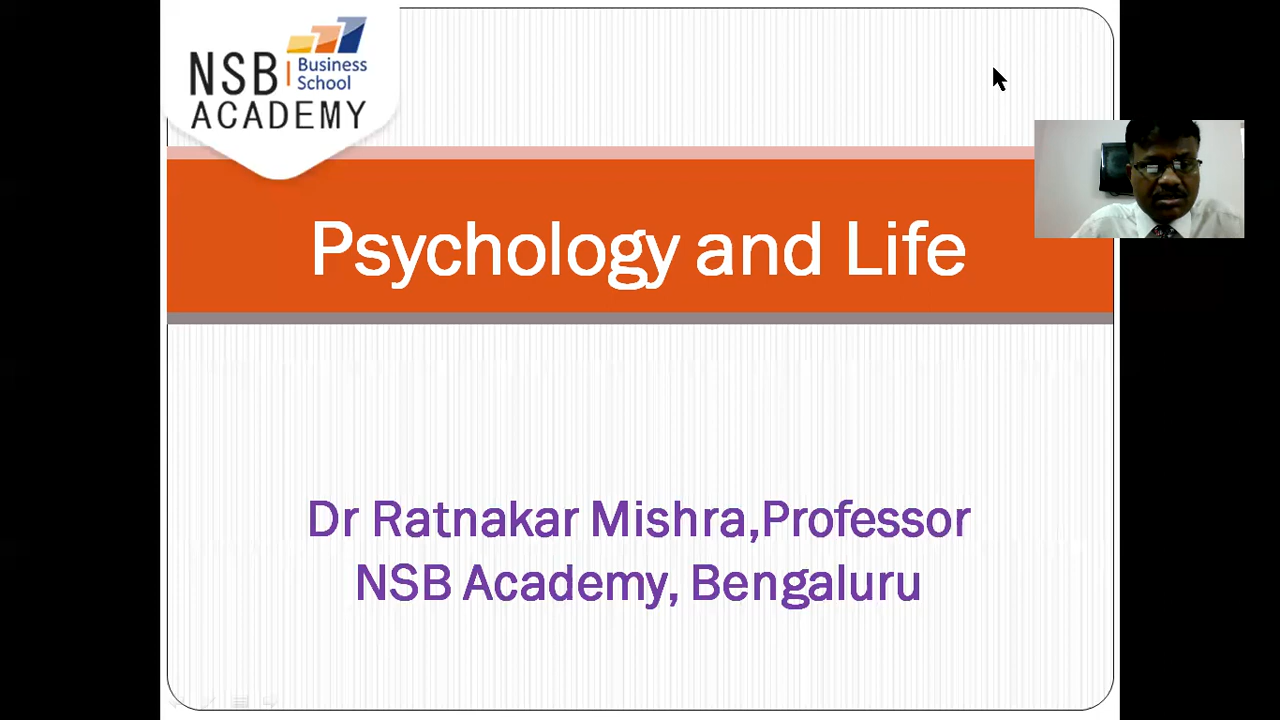 NSB Business School
ACADEMY
Psychology and Life
Dr Ratnakar Mishra,Professor
NSB Academy, Bengaluru